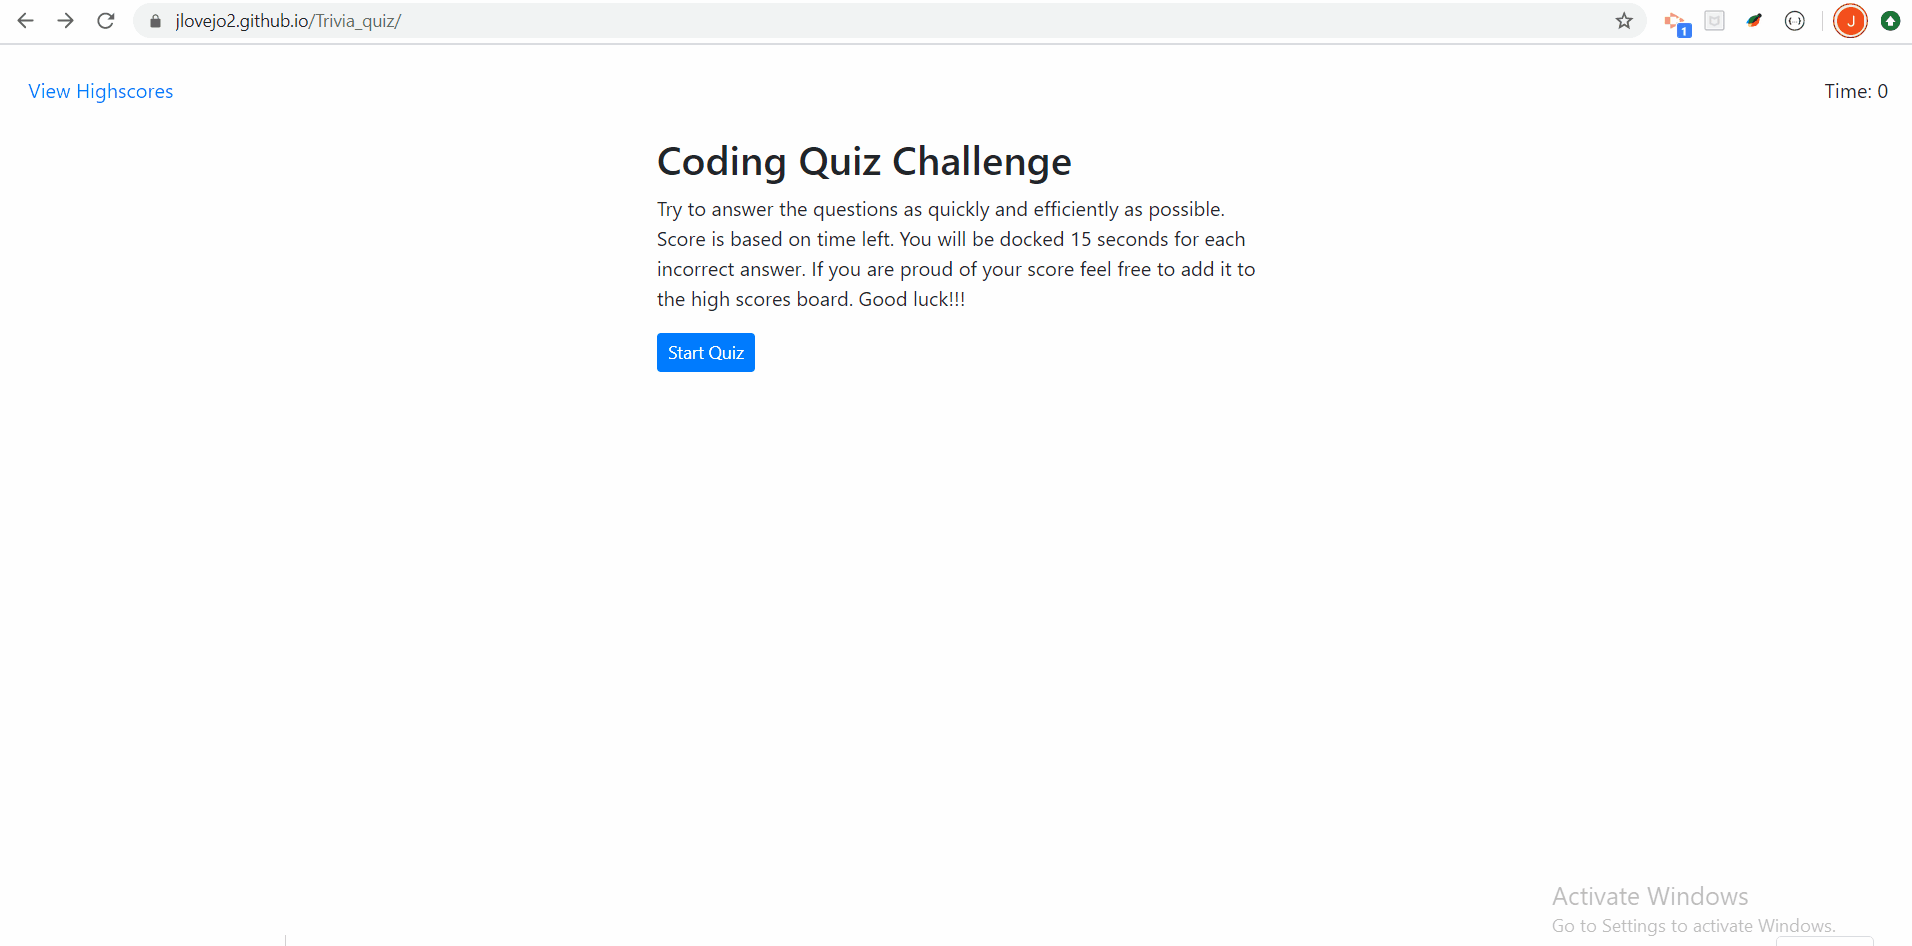 jlovejo2.github.io/Trivia_quiz/
1
J
View Highscores
Time: 0
Coding Quiz Challenge
Try to answer the questions as quickly and efficiently as possible.
Score is based on time left. You will be docked 15 seconds for each
incorrect answer. If you are proud of your score feel free to add it to
the high scores board. Good luck!!!
Start Quiz
Activate Windows
Go to Settings to activate Windows.